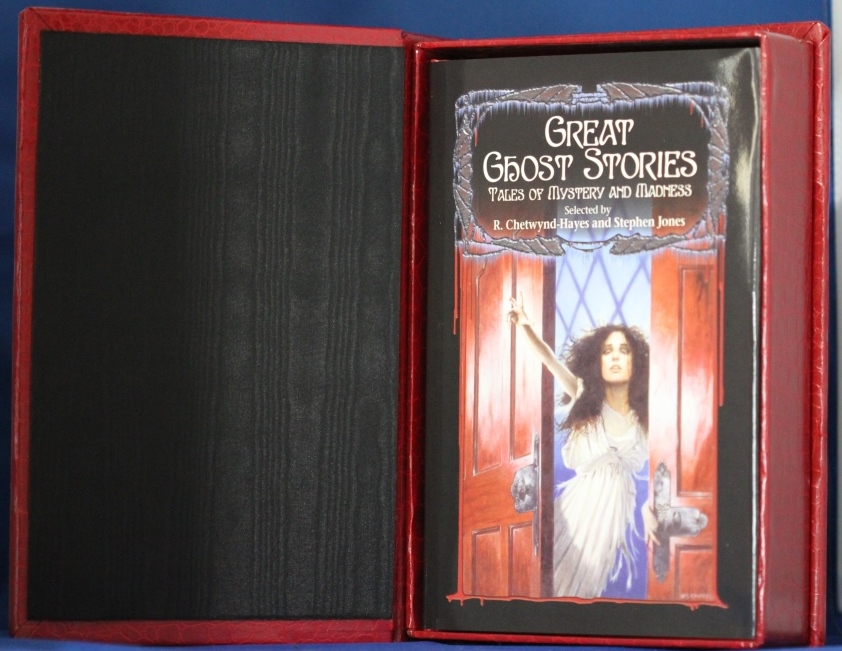 GREAT
GHOST STORIES
TALES OF MYSTERY AND MADNESS
Selected by
R. Chetwynd-Hayes and Stephen Jones